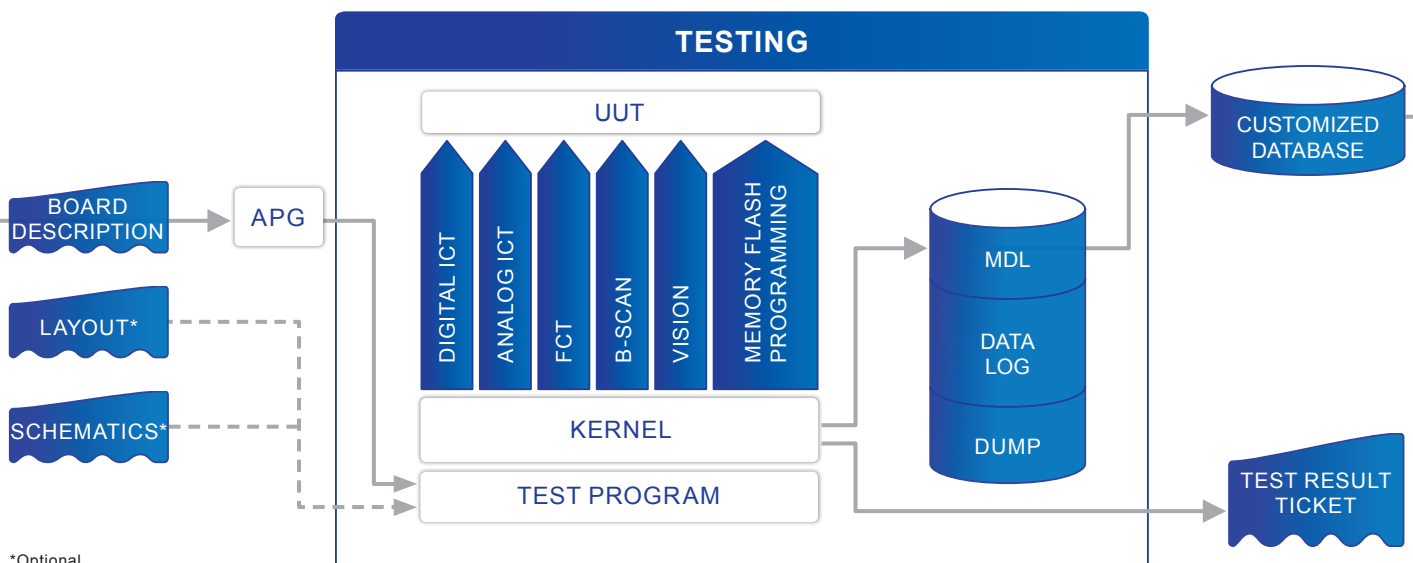 TESTING
UUT
CUSTOMIZED
DATABASE
BOARD
DESCRIPTION
APG
DIGITAL ICT
ANALOG ICT
FCT
B-SCAN
VISION
MEMORY FLASH
PROGRAMMING
MDL
LAYOUT*
DATA
LOG
SCHEMATICS*
KERNEL
DUMP
TEST PROGRAM
TEST RESULT
TICKET
*Optional